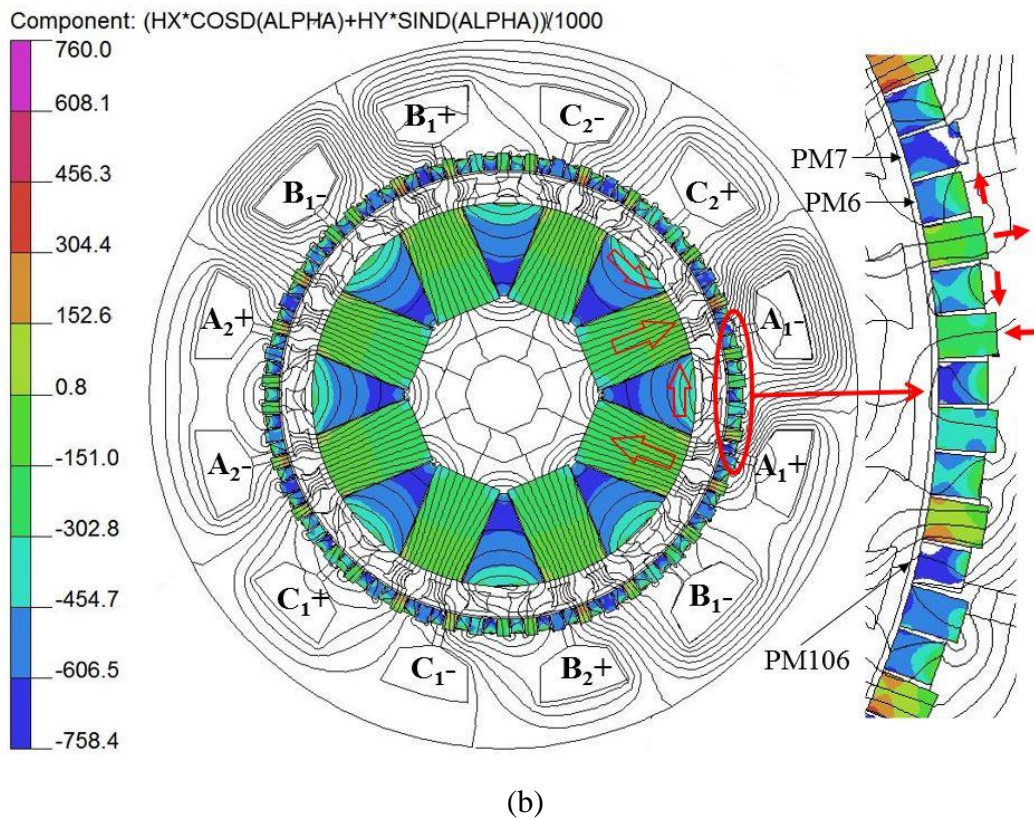 Component: (HX*COSD(ALPHA)+HY*SIND(ALPHA))/1000
760.0
608.1
456.3
304.4
152.6
0.8
-151.0
-302.8
-454.7
-606.5
-758.4
B₁+
C₂-
B₁-
C₂+
A₂+
A₁-
A₂-
A₁+
C₁+
B₁-
C₁-
B₂+
PM7
PM6
PM106
(b)